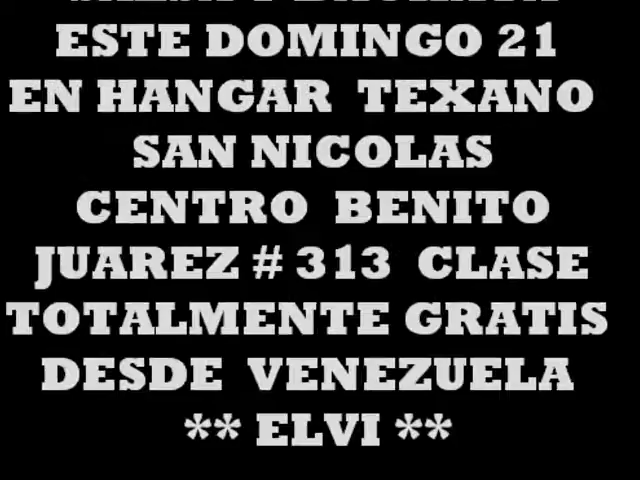 ESTE DOMINGO 21
EN HANGAR TEXANO
SAN NICOLAS
CENTRO BENITO
JUAREZ # 313 CLASE
TOTALMENTE GRATIS
DESDE VENEZUELA
** ELVI **